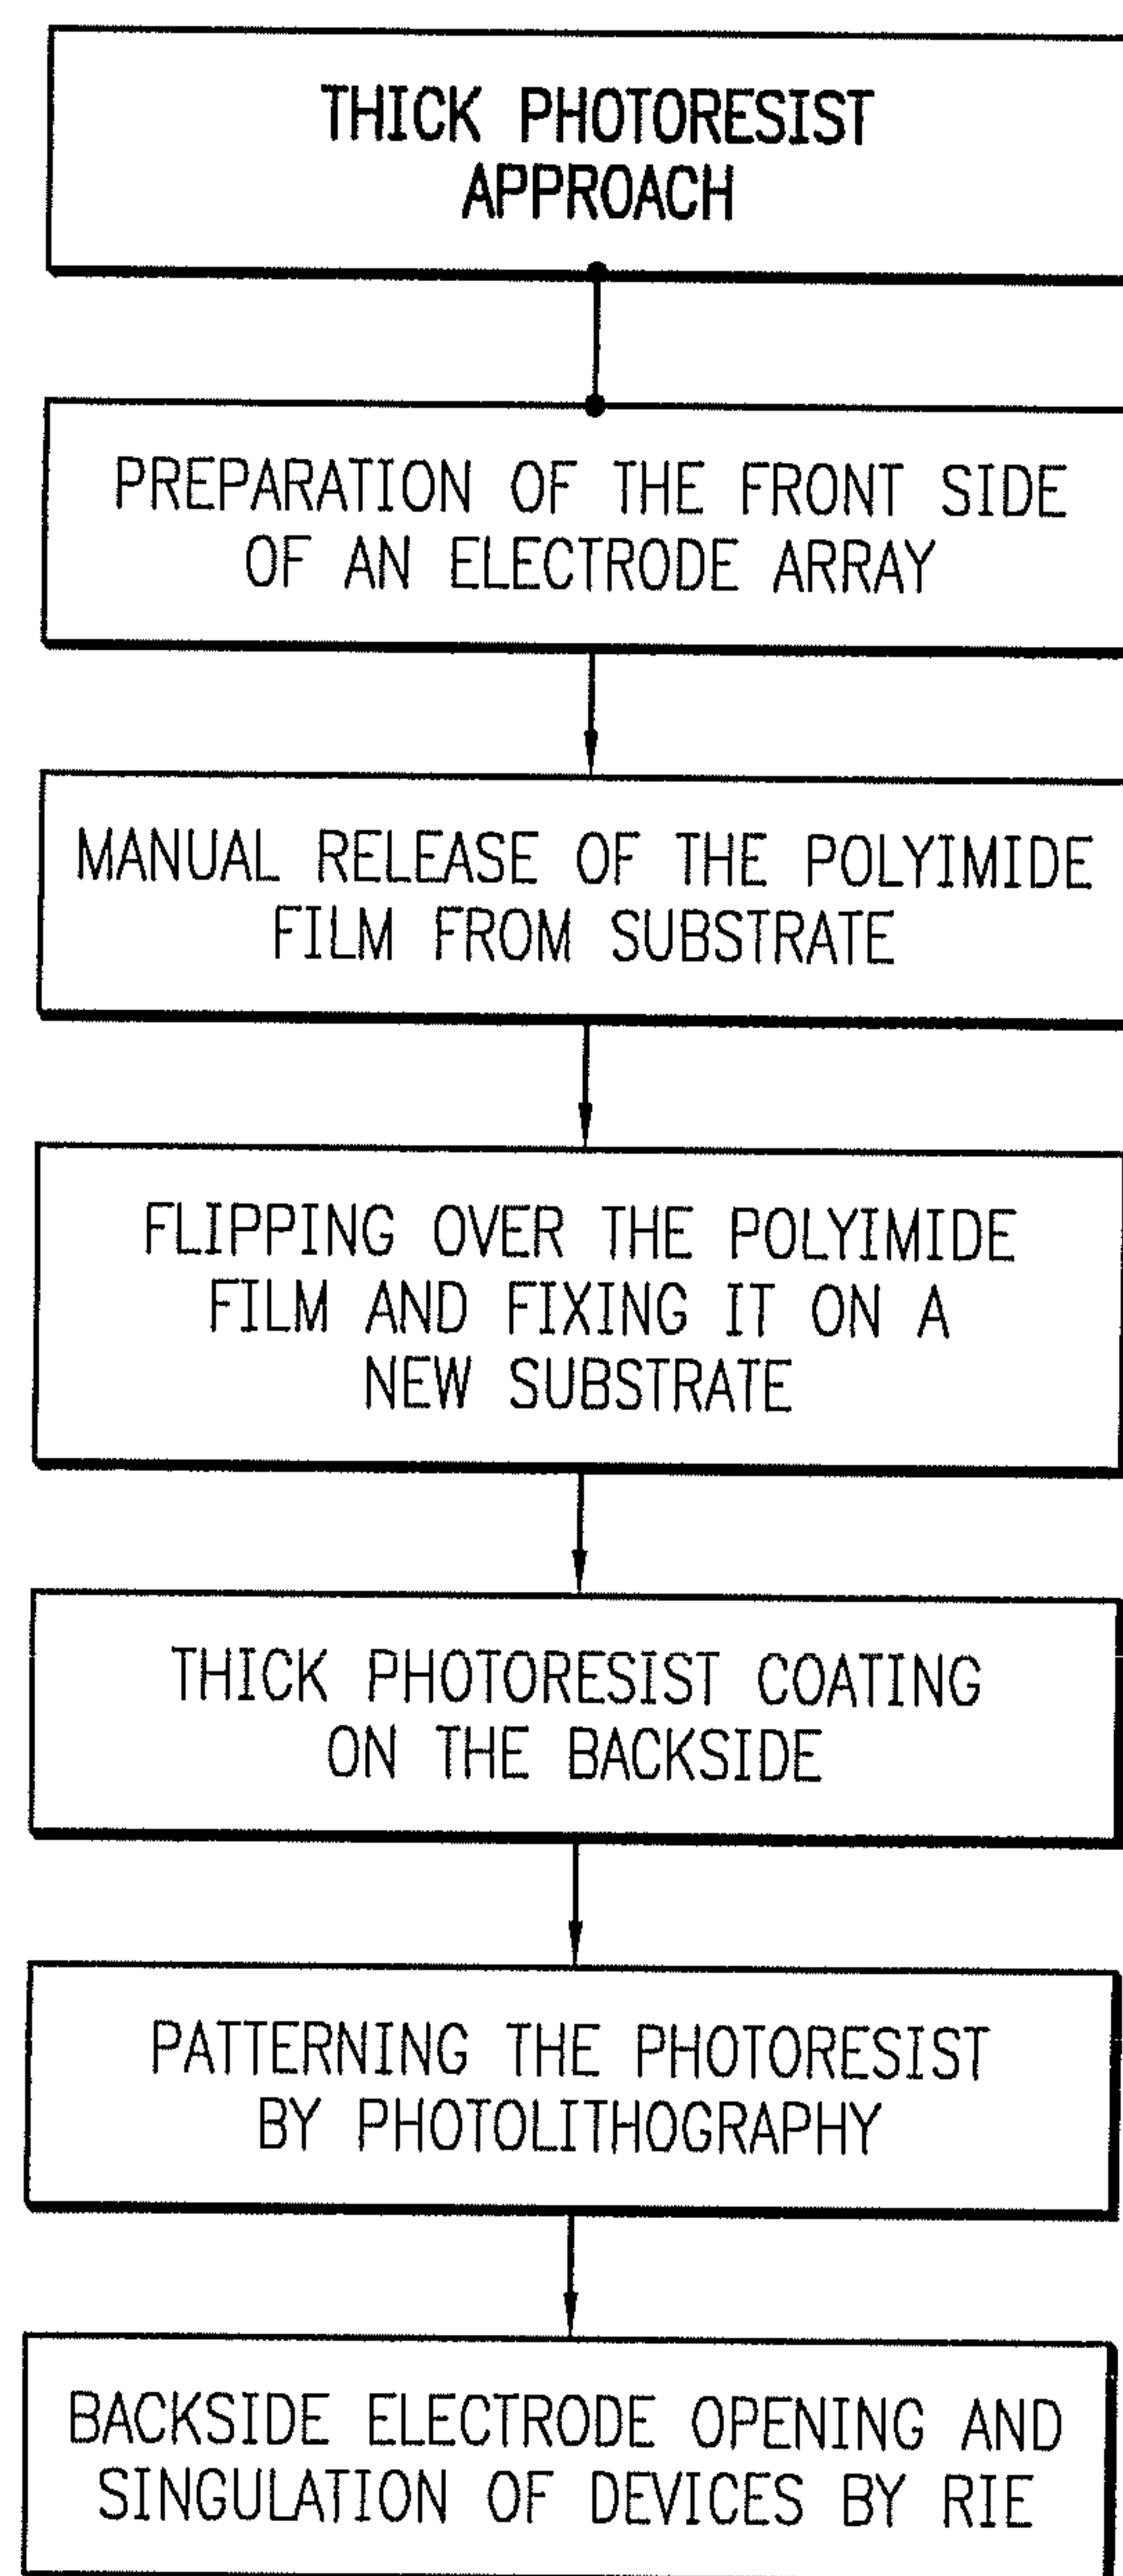 THICK PHOTORESIST
APPROACH
PREPARATION OF THE FRONT SIDE
OF AN ELECTRODE ARRAY
MANUAL RELEASE OF THE POLYIMIDE
FILM FROM SUBSTRATE
FLIPPING OVER THE POLYIMIDE
FILM AND FIXING IT ON A
NEW SUBSTRATE
THICK PHOTORESIST COATING
ON THE BACKSIDE
PATTERNING THE PHOTORESIST
BY PHOTOLITHOGRAPHY
BACKSIDE ELECTRODE OPENING AND
SINGULATION OF DEVICES BY RIE